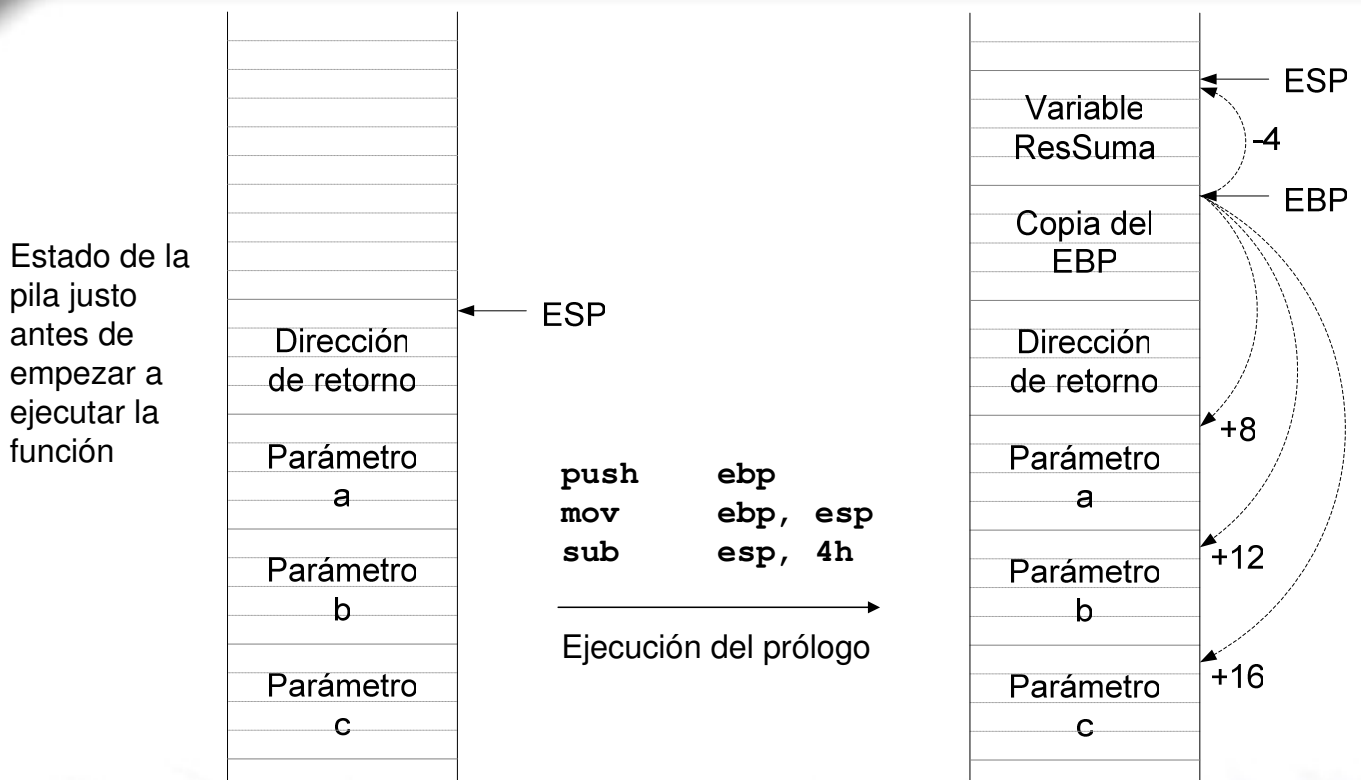 Estado de la
pila justo
antes de
empezar a
ejecutar la
función
ESP
Dirección
de retorno
Parámetro
a
Parámetro
b
Parámetro
c
push ebp
mov ebp, esp
sub esp, 4h
Ejecución del prólogo
Variable
ResSuma
Copia del
EBP
Dirección
de retorno
Parámetro
a
Parámetro
b
Parámetro
c
ESP
-4
EBP
+8
+12
+16